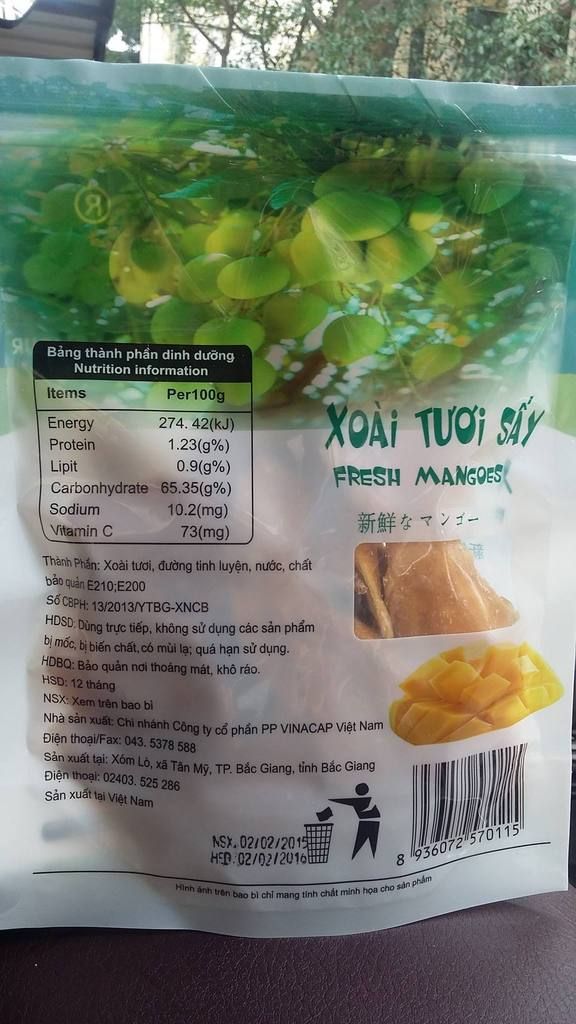 ®
Bảng thành phần dinh dưỡng
Nutrition information
Items Per100g
Energy 274. 42(kJ)
Protein 1.23(g%)
Lipit 0.9(g%)
Carbonhydrate 65.35(g%)
Sodium 10.2(mg)
Vitamin C 73(mg)
XOÀI TƯƠI SẤY
FRESH MANGOES
新鮮なマンゴー
Thành Phần: Xoài tươi, đường tinh luyện, nước, chất
bảo quản E210;E200
Số CBPH: 13/2013/YTBG-XNCB
HDSD: Dùng trực tiếp, không sử dụng các sản phẩm
bị mốc, bị biến chất, có mùi lạ; quá hạn sử dụng.
HDBQ: Bảo quản nơi thoáng mát, khô ráo.
HSD: 12 tháng
NSX: Xem trên bao bì
Nhà sản xuất: Chi nhánh Công ty cổ phần PP VINACAP Việt Nam
Điện thoại/Fax: 043. 5378 588
Sản xuất tại: Xóm Lò, xã Tân Mỹ, TP. Bắc Giang, tỉnh Bắc Giang
Điện thoại: 02403. 525 286
Sản xuất tại Việt Nam
NSX.02/02/2015
HSD:02/02/2016
8 936072 570115
Hình ảnh trên bao bì chỉ mang tính chất minh họa cho sản phẩm